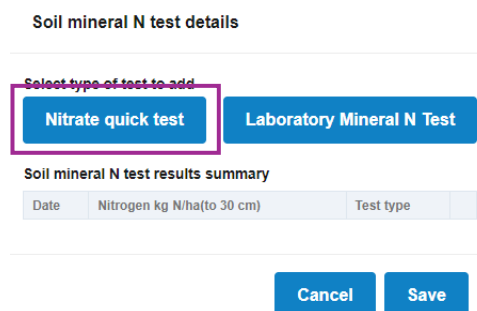 Soil mineral N test details
Select type of test to add
Nitrate quick test Laboratory Mineral N Test
Soil mineral N test results summary
Date Nitrogen kg N/ha(to 30 cm) Test type
Cancel Save